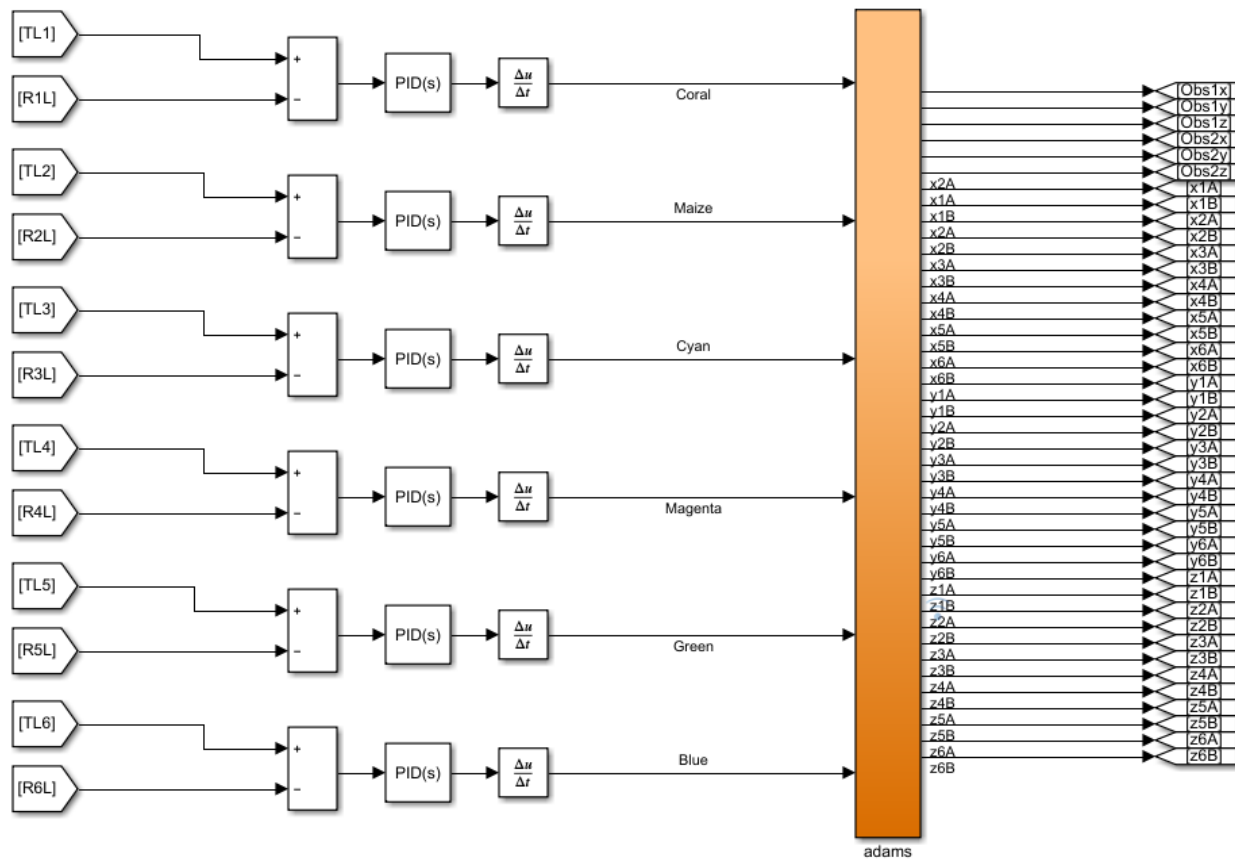 [TL1]
+
[R1L]
−
PID(s)
Δu
Δt
Coral
[TL2]
+
[R2L]
−
PID(s)
Δu
Δt
Maize
[TL3]
+
[R3L]
−
PID(s)
Δu
Δt
Cyan
[TL4]
+
[R4L]
−
PID(s)
Δu
Δt
Magenta
[TL5]
+
[R5L]
−
PID(s)
Δu
Δt
Green
[TL6]
+
[R6L]
−
PID(s)
Δu
Δt
Blue
adams
x2A
x1A
x1B
x2A
x2B
x3A
x3B
x4A
x4B
x5A
x5B
x6A
x6B
y1A
y1B
y2A
y2B
y3A
y3B
y4A
y4B
y5A
y5B
y6A
y6B
z1A
z1B
z2A
z2B
z3A
z3B
z4A
z4B
z5A
z5B
z6A
z6B
[Obs1x]
[Obs1y]
[Obs1z]
[Obs2x]
[Obs2y]
[Obs2z]
[x1A]
[x1B]
[x2A]
[x2B]
[x3A]
[x3B]
[x4A]
[x4B]
[x5A]
[x5B]
[x6A]
[x6B]
[y1A]
[y1B]
[y2A]
[y2B]
[y3A]
[y3B]
[y4A]
[y4B]
[y5A]
[y5B]
[y6A]
[y6B]
[z1A]
[z1B]
[z2A]
[z2B]
[z3A]
[z3B]
[z4A]
[z4B]
[z5A]
[z5B]
[z6A]
[z6B]